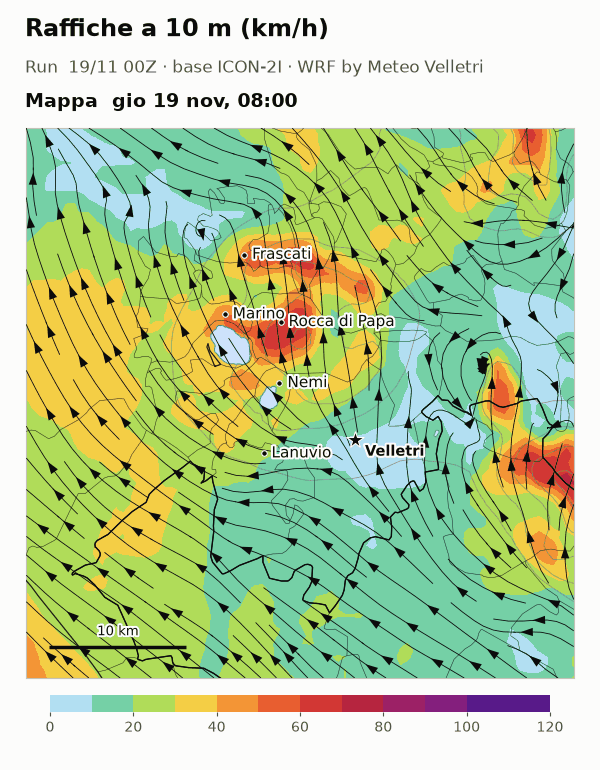 Raffiche a 10 m (km/h)
Run  19/11 00Z · base ICON-2I · WRF by Meteo Velletri
Mappa  gio 19 nov, 08:00
Frascati
Marino
Rocca di Papa
Nemi
Velletri
Lanuvio
10 km
0 20 40 60 80 100 120